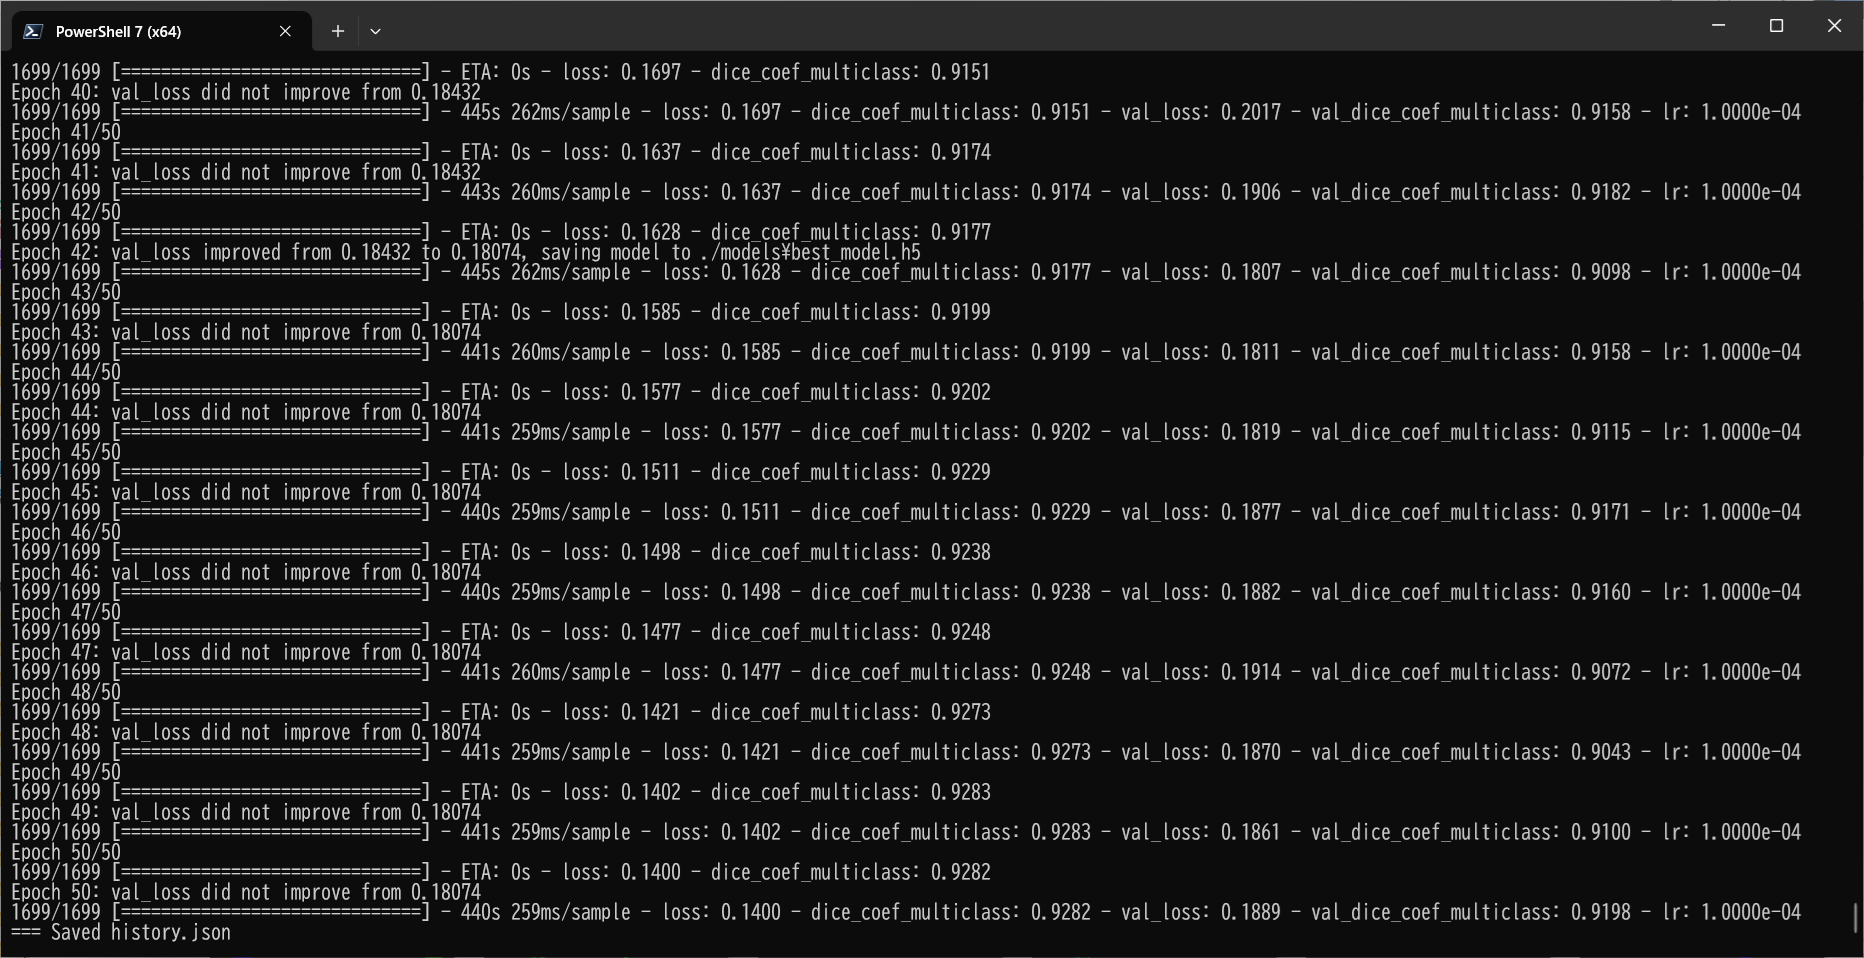 PowerShell 7 (x64)
1699/1699 [==============================] - ETA: 0s - loss: 0.1697 - dice_coef_multiclass: 0.9151
Epoch 40: val_loss did not improve from 0.18432
1699/1699 [==============================] - 445s 262ms/sample - loss: 0.1697 - dice_coef_multiclass: 0.9151 - val_loss: 0.2017 - val_dice_coef_multiclass: 0.9158 - lr: 1.0000e-04
Epoch 41/50
1699/1699 [==============================] - ETA: 0s - loss: 0.1637 - dice_coef_multiclass: 0.9174
Epoch 41: val_loss did not improve from 0.18432
1699/1699 [==============================] - 443s 260ms/sample - loss: 0.1637 - dice_coef_multiclass: 0.9174 - val_loss: 0.1906 - val_dice_coef_multiclass: 0.9182 - lr: 1.0000e-04
Epoch 42/50
1699/1699 [==============================] - ETA: 0s - loss: 0.1628 - dice_coef_multiclass: 0.9177
Epoch 42: val_loss improved from 0.18432 to 0.18074, saving model to ./models¥best_model.h5
1699/1699 [==============================] - 445s 262ms/sample - loss: 0.1628 - dice_coef_multiclass: 0.9177 - val_loss: 0.1807 - val_dice_coef_multiclass: 0.9098 - lr: 1.0000e-04
Epoch 43/50
1699/1699 [==============================] - ETA: 0s - loss: 0.1585 - dice_coef_multiclass: 0.9199
Epoch 43: val_loss did not improve from 0.18074
1699/1699 [==============================] - 441s 260ms/sample - loss: 0.1585 - dice_coef_multiclass: 0.9199 - val_loss: 0.1811 - val_dice_coef_multiclass: 0.9158 - lr: 1.0000e-04
Epoch 44/50
1699/1699 [==============================] - ETA: 0s - loss: 0.1577 - dice_coef_multiclass: 0.9202
Epoch 44: val_loss did not improve from 0.18074
1699/1699 [==============================] - 441s 259ms/sample - loss: 0.1577 - dice_coef_multiclass: 0.9202 - val_loss: 0.1819 - val_dice_coef_multiclass: 0.9115 - lr: 1.0000e-04
Epoch 45/50
1699/1699 [==============================] - ETA: 0s - loss: 0.1511 - dice_coef_multiclass: 0.9229
Epoch 45: val_loss did not improve from 0.18074
1699/1699 [==============================] - 440s 259ms/sample - loss: 0.1511 - dice_coef_multiclass: 0.9229 - val_loss: 0.1877 - val_dice_coef_multiclass: 0.9171 - lr: 1.0000e-04
Epoch 46/50
1699/1699 [==============================] - ETA: 0s - loss: 0.1498 - dice_coef_multiclass: 0.9238
Epoch 46: val_loss did not improve from 0.18074
1699/1699 [==============================] - 440s 259ms/sample - loss: 0.1498 - dice_coef_multiclass: 0.9238 - val_loss: 0.1882 - val_dice_coef_multiclass: 0.9160 - lr: 1.0000e-04
Epoch 47/50
1699/1699 [==============================] - ETA: 0s - loss: 0.1477 - dice_coef_multiclass: 0.9248
Epoch 47: val_loss did not improve from 0.18074
1699/1699 [==============================] - 441s 260ms/sample - loss: 0.1477 - dice_coef_multiclass: 0.9248 - val_loss: 0.1914 - val_dice_coef_multiclass: 0.9072 - lr: 1.0000e-04
Epoch 48/50
1699/1699 [==============================] - ETA: 0s - loss: 0.1421 - dice_coef_multiclass: 0.9273
Epoch 48: val_loss did not improve from 0.18074
1699/1699 [==============================] - 441s 259ms/sample - loss: 0.1421 - dice_coef_multiclass: 0.9273 - val_loss: 0.1870 - val_dice_coef_multiclass: 0.9043 - lr: 1.0000e-04
Epoch 49/50
1699/1699 [==============================] - ETA: 0s - loss: 0.1402 - dice_coef_multiclass: 0.9283
Epoch 49: val_loss did not improve from 0.18074
1699/1699 [==============================] - 441s 259ms/sample - loss: 0.1402 - dice_coef_multiclass: 0.9283 - val_loss: 0.1861 - val_dice_coef_multiclass: 0.9100 - lr: 1.0000e-04
Epoch 50/50
1699/1699 [==============================] - ETA: 0s - loss: 0.1400 - dice_coef_multiclass: 0.9282
Epoch 50: val_loss did not improve from 0.18074
1699/1699 [==============================] - 440s 259ms/sample - loss: 0.1400 - dice_coef_multiclass: 0.9282 - val_loss: 0.1889 - val_dice_coef_multiclass: 0.9198 - lr: 1.0000e-04
=== Saved history.json